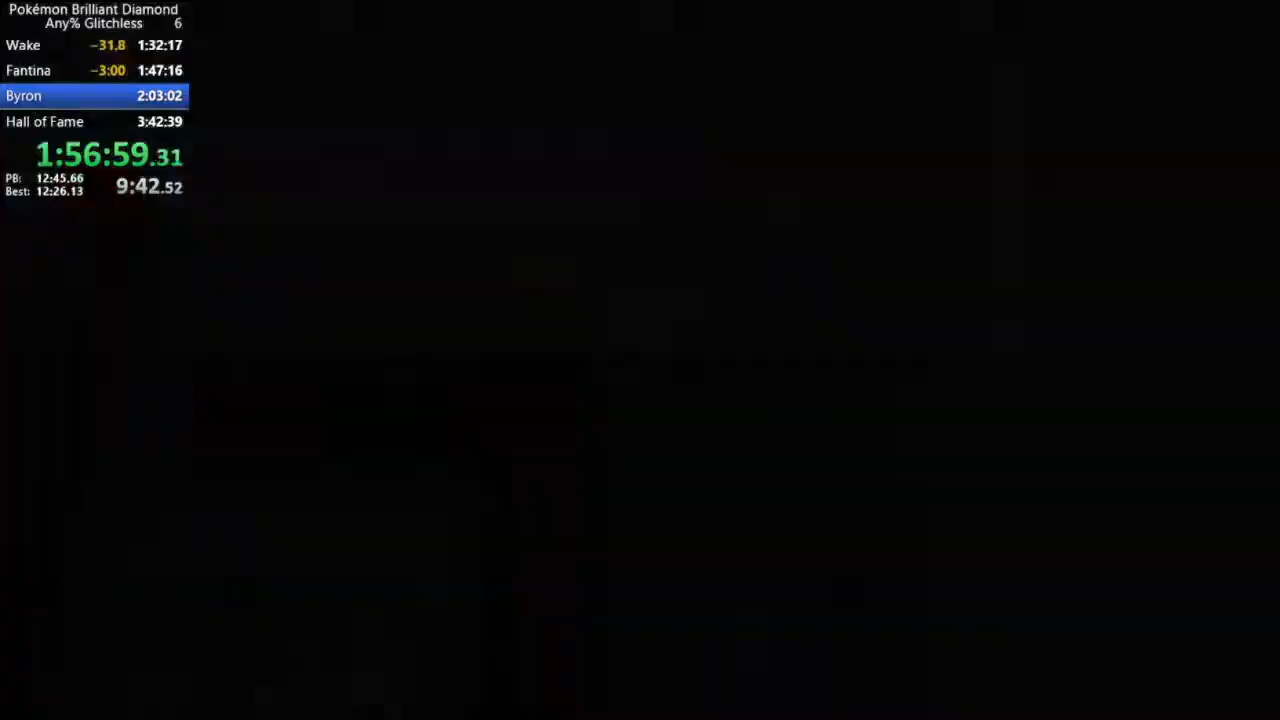 Pokémon Brilliant Diamond
Any% Glitchless 6
Wake -31.8 1:32:17
Fantina -3:00 1:47:16
Byron 2:03:02
Hall of Fame 3:42:39
1:56:59.31
PB: 12:45.66
Best: 12:26.13
9:42.52